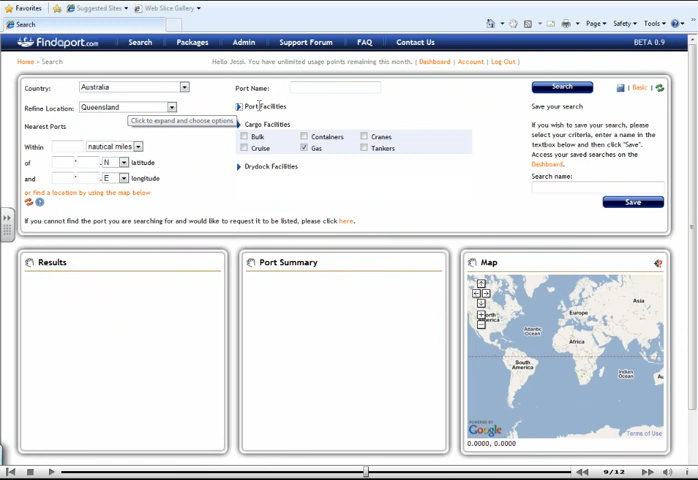 Favorites Suggested Sites Web Slice Gallery
Search Page Safety Tools
Findaport.com Search Packages Admin Support Forum FAQ Contact Us BETA 0.9
Home » Search Hello Jessi. You have unlimited usage points remaining this month. ( Dashboard | Account | Log Out )
Country: Australia Port Name: Search Basic
Refine Location: Queensland Port Facilities Save your search
Click to expand and choose options
Nearest Ports Cargo Facilities
Bulk Containers Cranes
Within nautical miles Cruise Gas Tankers
of . N latitude Drydock Facilities
and . E longitude
or find a location by using the map below
If you wish to save your search, please
select your criteria, enter a name in the
textbox below and then click 'Save'.
Access your saved searches on the
Dashboard.
Search name:
Save
If you cannot find the port you are searching for and would like to request it to be listed, please click here.
Results Port Summary Map
North America Europe Asia
Atlantic Ocean Africa
South America Indian Ocean
POWERED BY Google Terms of Use
0.0000, 0.0000
9/12